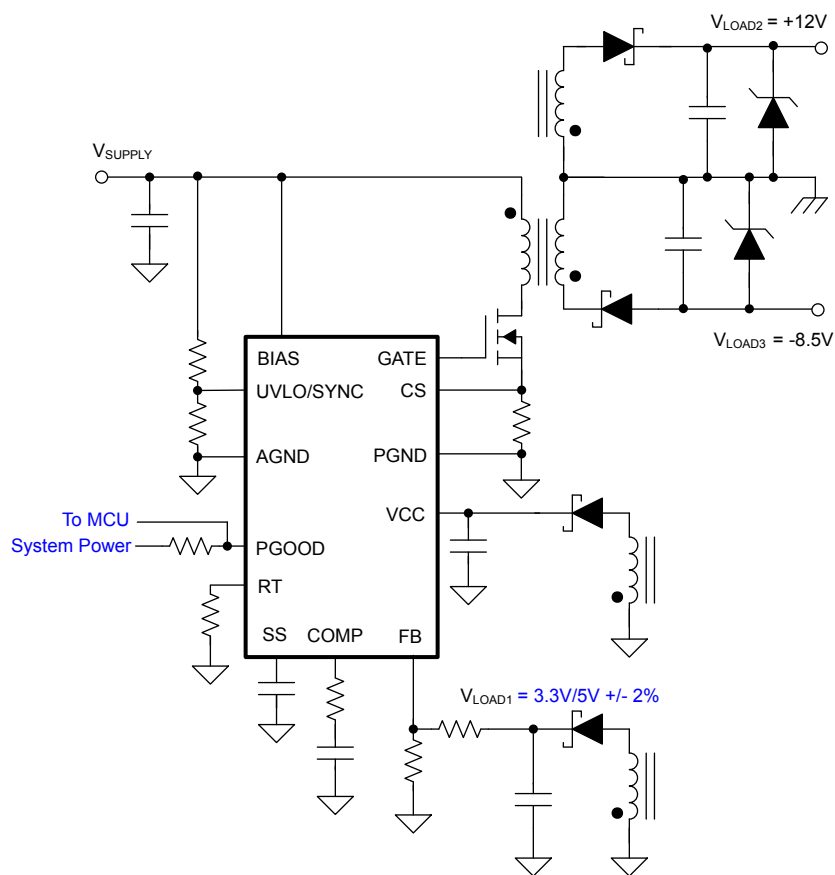 VLOAD2 = +12V
VSUPPLY
VLOAD3 = -8.5V
BIAS
GATE
UVLO/SYNC
CS
AGND
PGND
VCC
To MCU
System Power
PGOOD
RT
SS
COMP
FB
VLOAD1 = 3.3V/5V +/- 2%